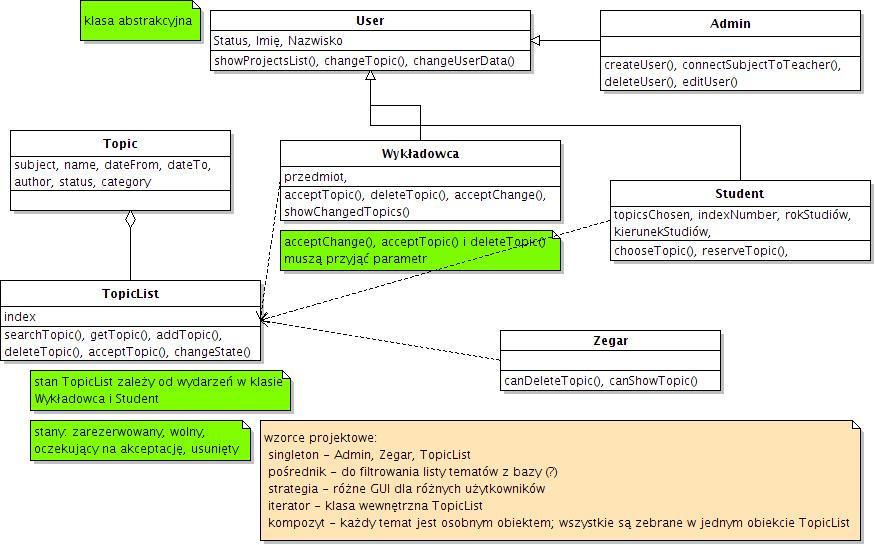 klasa abstrakcyjna
User
Status, Imię, Nazwisko
showProjectsList(), changeTopic(), changeUserData()
Admin
createUser(), connectSubjectToTeacher(),
deleteUser(), editUser()
Topic
subject, name, dateFrom, dateTo,
author, status, category
Wykładowca
przedmiot,
acceptTopic(), deleteTopic(), acceptChange(),
showChangedTopics()
Student
topicsChosen, indexNumber, rokStudiów,
kierunekStudiów,
chooseTopic(), reserveTopic(),
acceptChange(), acceptTopic() i deleteTopic()
muszą przyjąć parametr
TopicList
index
searchTopic(), getTopic(), addTopic(),
deleteTopic(), acceptTopic(), changeState()
Zegar
canDeleteTopic(), canShowTopic()
stan TopicList zależy od wydarzeń w klasie
Wykładowca i Student
stany: zarezerwowany, wolny,
oczekujący na akceptację, usunięty
wzorce projektowe:
singleton - Admin, Zegar, TopicList
pośrednik - do filtrowania listy tematów z bazy (?)
strategia - różne GUI dla różnych użytkowników
iterator - klasa wewnętrzna TopicList
kompozyt - każdy temat jest osobnym obiektem; wszystkie są zebrane w jednym obiekcie TopicList